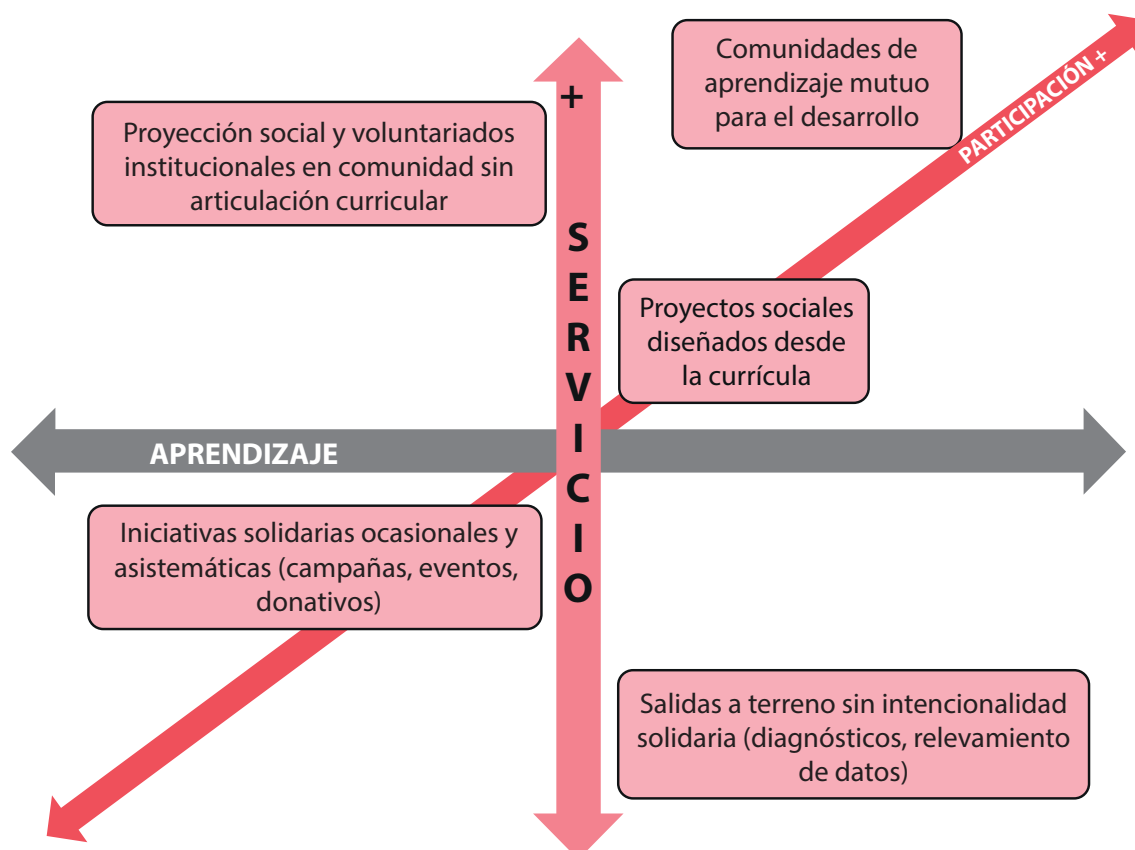 Comunidades de
aprendizaje mutuo
para el desarrollo
PARTICIPACIÓN +
+
Proyección social y voluntariados
institucionales en comunidad sin
articulación curricular
SERVICIO
Proyectos sociales
diseñados desde
la currícula
APRENDIZAJE
Iniciativas solidarias ocasionales y
asistemáticas (campañas, eventos,
donativos)
Salidas a terreno sin intencionalidad
solidaria (diagnósticos, relevamiento
de datos)